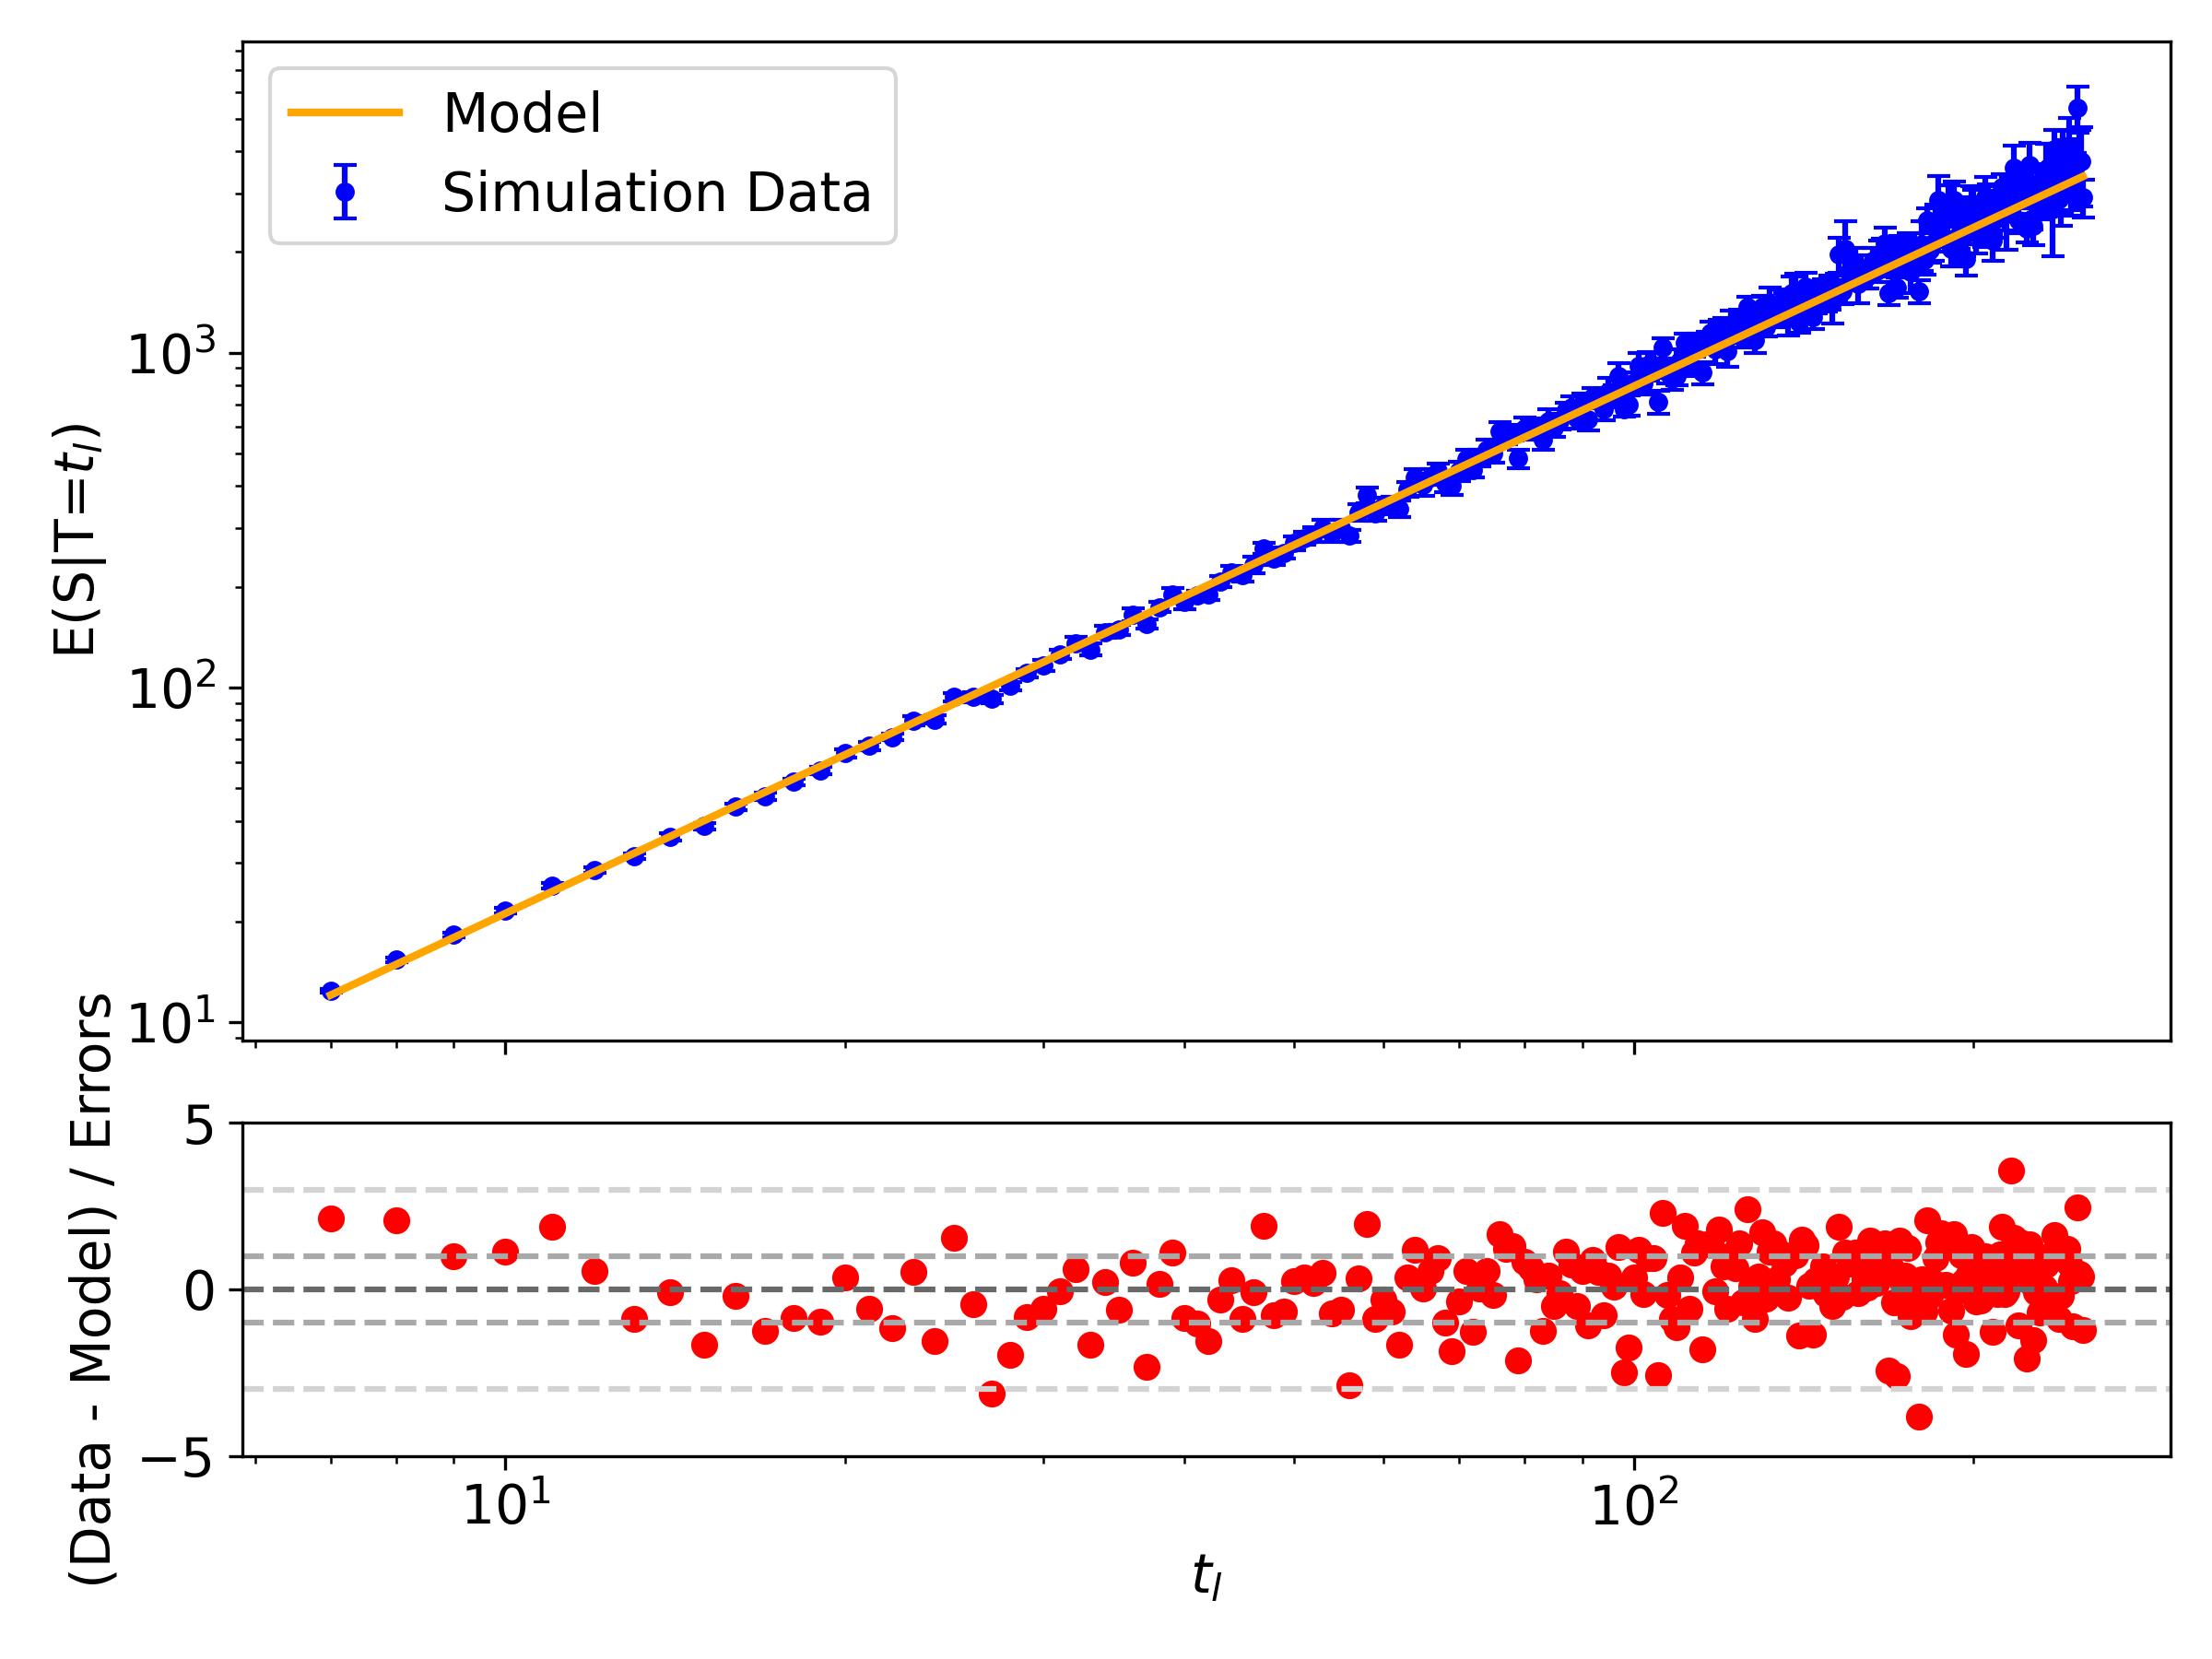 Model
Simulation Data
E(S|T=t_l)
10^3
10^2
10^1
(Data - Model) / Errors
5
0
−5
10^1
10^2
t_l